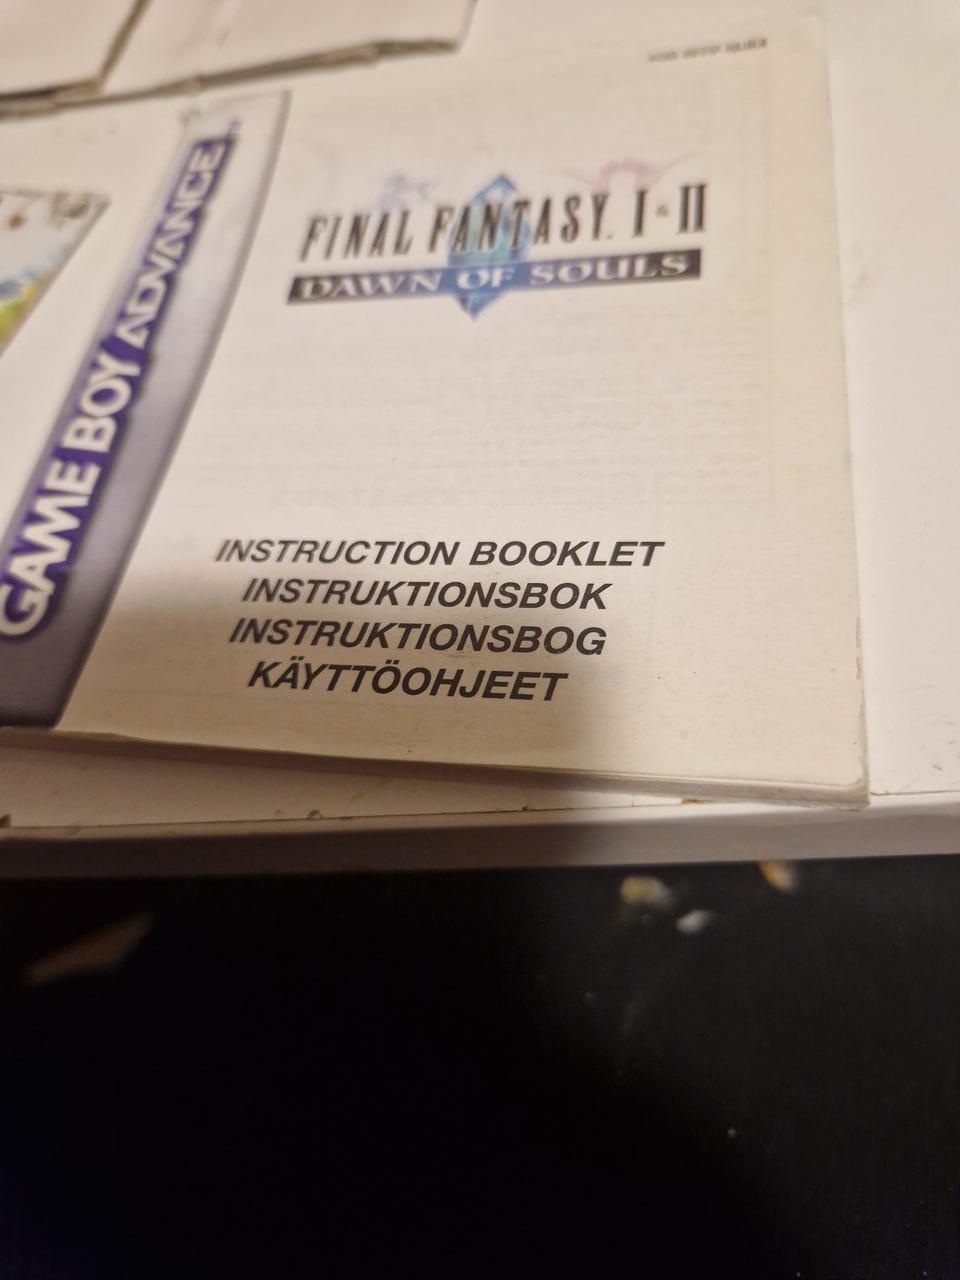 GAME BOY ADVANCE
FINAL FANTASY I & II
DAWN OF SOULS
INSTRUCTION BOOKLET
INSTRUKTIONSBOK
INSTRUKTIONSBOG
KÄYTTÖOHJEET